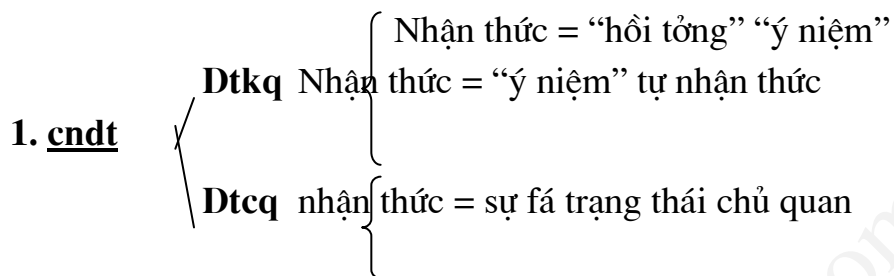 Nhận thức = “hồi tởng” “ý niệm”
Dtkq Nhận thức = “ý niệm” tự nhận thức
1. cndt
Dtcq nhận thức = sự fá trạng thái chủ quan